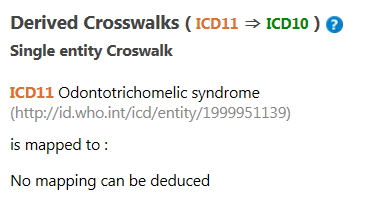 Derived Crosswalks ( ICD11 ⇒ ICD10 ) ?
Single entity Croswalk
ICD11 Odontotrichomelic syndrome
(http://id.who.int/icd/entity/1999951139)
is mapped to :
No mapping can be deduced